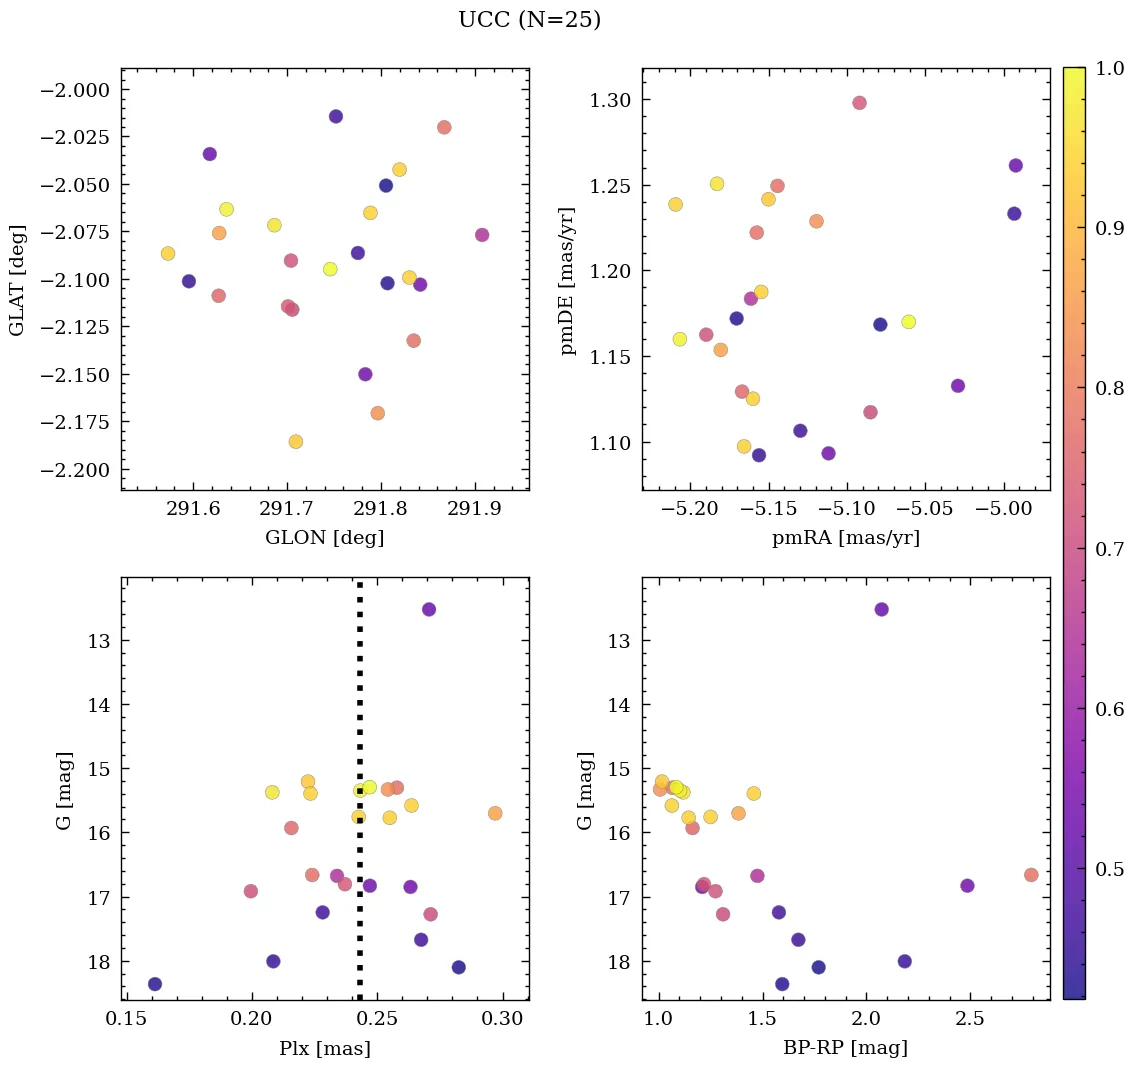 UCC (N=25)
−2.000
−2.025
−2.050
−2.075
−2.100
−2.125
−2.150
−2.175
−2.200
GLAT [deg]
291.6 291.7 291.8 291.9
GLON [deg]
1.30
1.25
1.20
1.15
1.10
pmDE [mas/yr]
−5.20 −5.15 −5.10 −5.05 −5.00
pmRA [mas/yr]
13
14
15
16
17
18
G [mag]
0.15 0.20 0.25 0.30
Plx [mas]
13
14
15
16
17
18
G [mag]
1.0 1.5 2.0 2.5
BP-RP [mag]
1.0
0.9
0.8
0.7
0.6
0.5